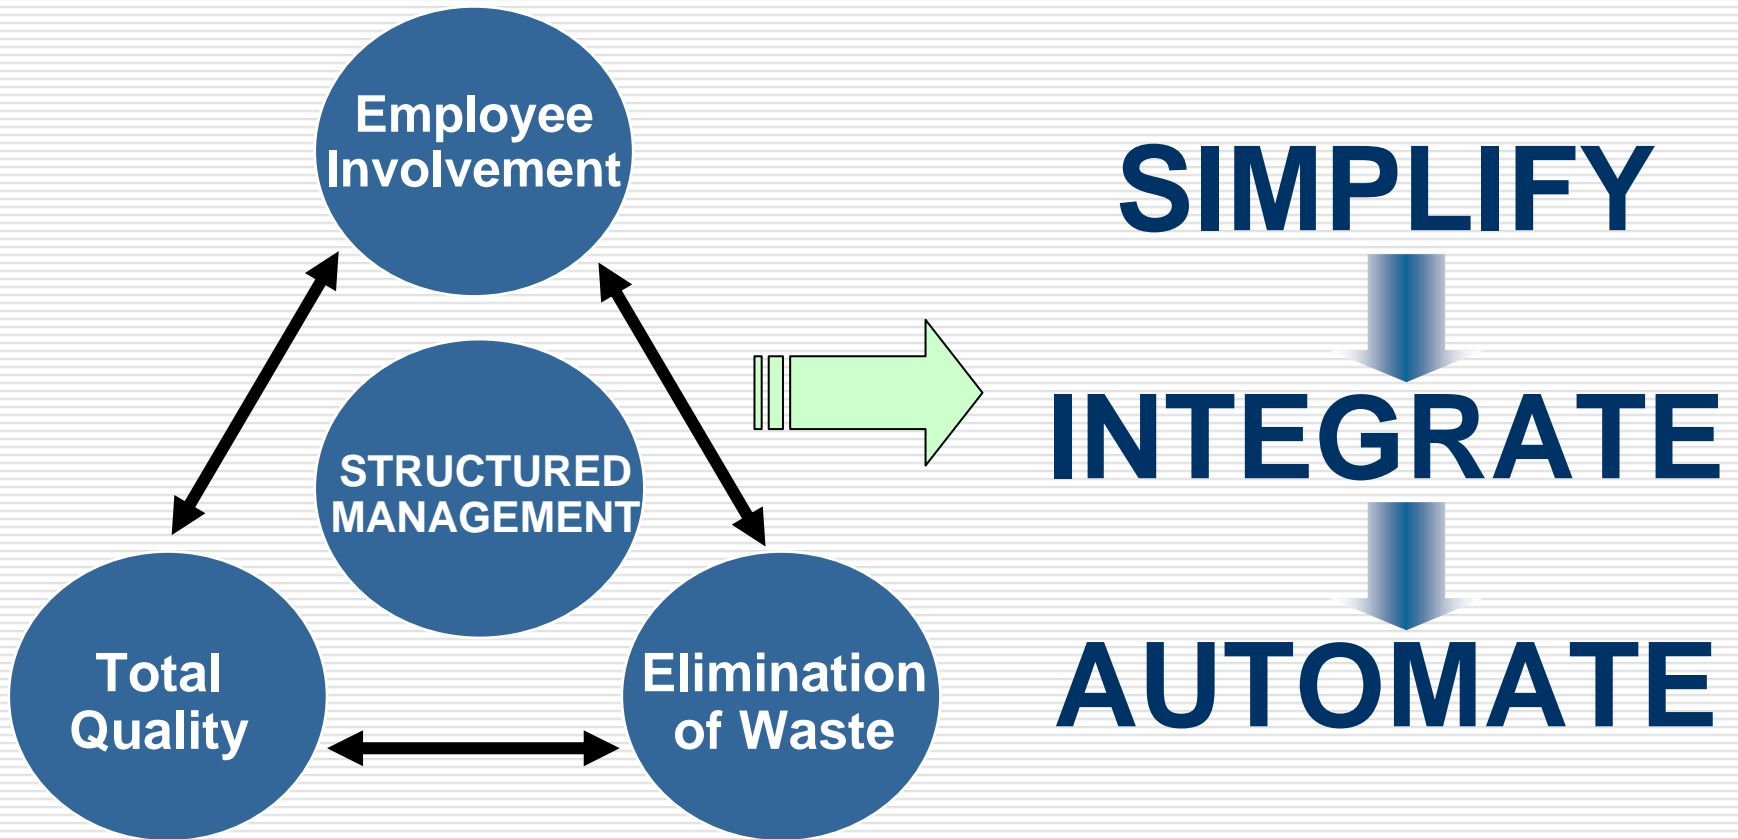 Employee
Involvement
STRUCTURED
MANAGEMENT
Total
Quality
Elimination
of Waste
SIMPLIFY
INTEGRATE
AUTOMATE